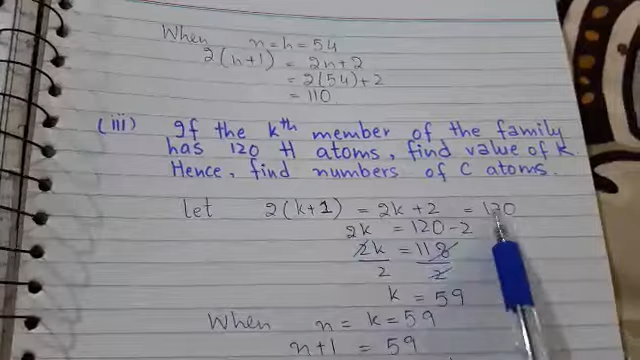 When n = h = 54
2(n+1) = 2n+2
= 2(54)+2
= 110
(iii) If the kth member of the family
has 120 H atoms, find value of k.
Hence, find numbers of C atoms.
Let 2(k+1) = 2k+2 = 120
2k = 120-2
2k/2 = 118/2
k = 59
When n = k = 59
n+1 = 59